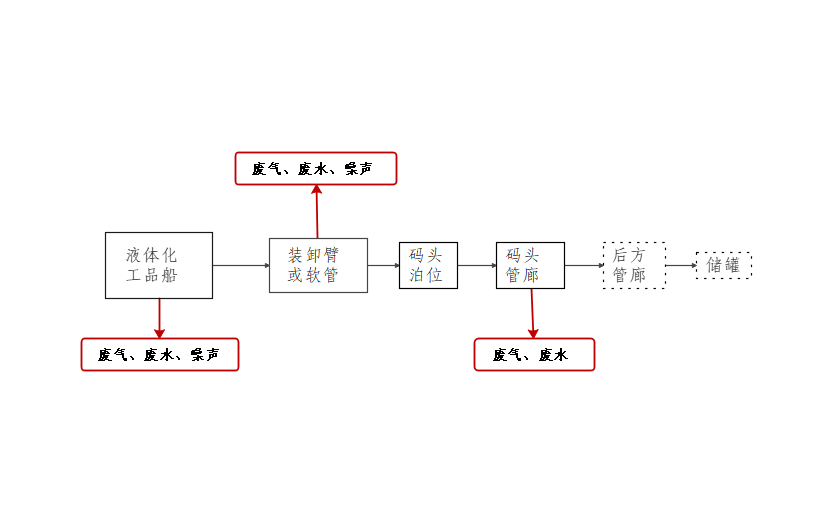 废气、废水、噪声
液体化
工品船
装卸臂
或软管
码头
泊位
码头
管廊
后方
管廊
储罐
废气、废水、噪声
废气、废水